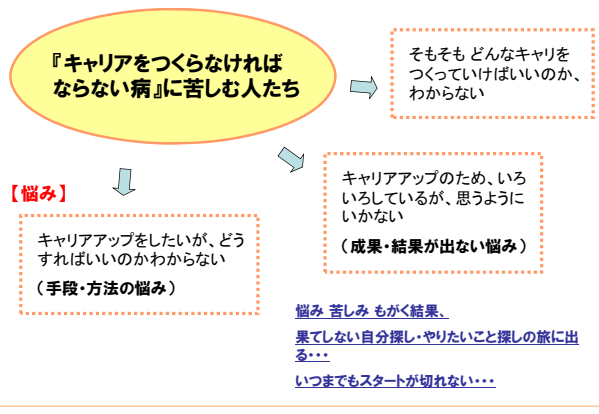 『キャリアをつくらなければ
ならない病』に苦しむ人たち
そもそも どんなキャリを
つくっていけばいいのか、
わからない
【悩み】
キャリアアップのため、いろ
いろしているが、思うように
いかない
（成果・結果が出ない悩み）
キャリアアップをしたいが、どう
すればいいのかわからない
（手段・方法の悩み）
悩み 苦しみ もがく結果、
果てしない自分探し・やりたいこと探しの旅に出
る・・・
いつまでもスタートが切れない・・・